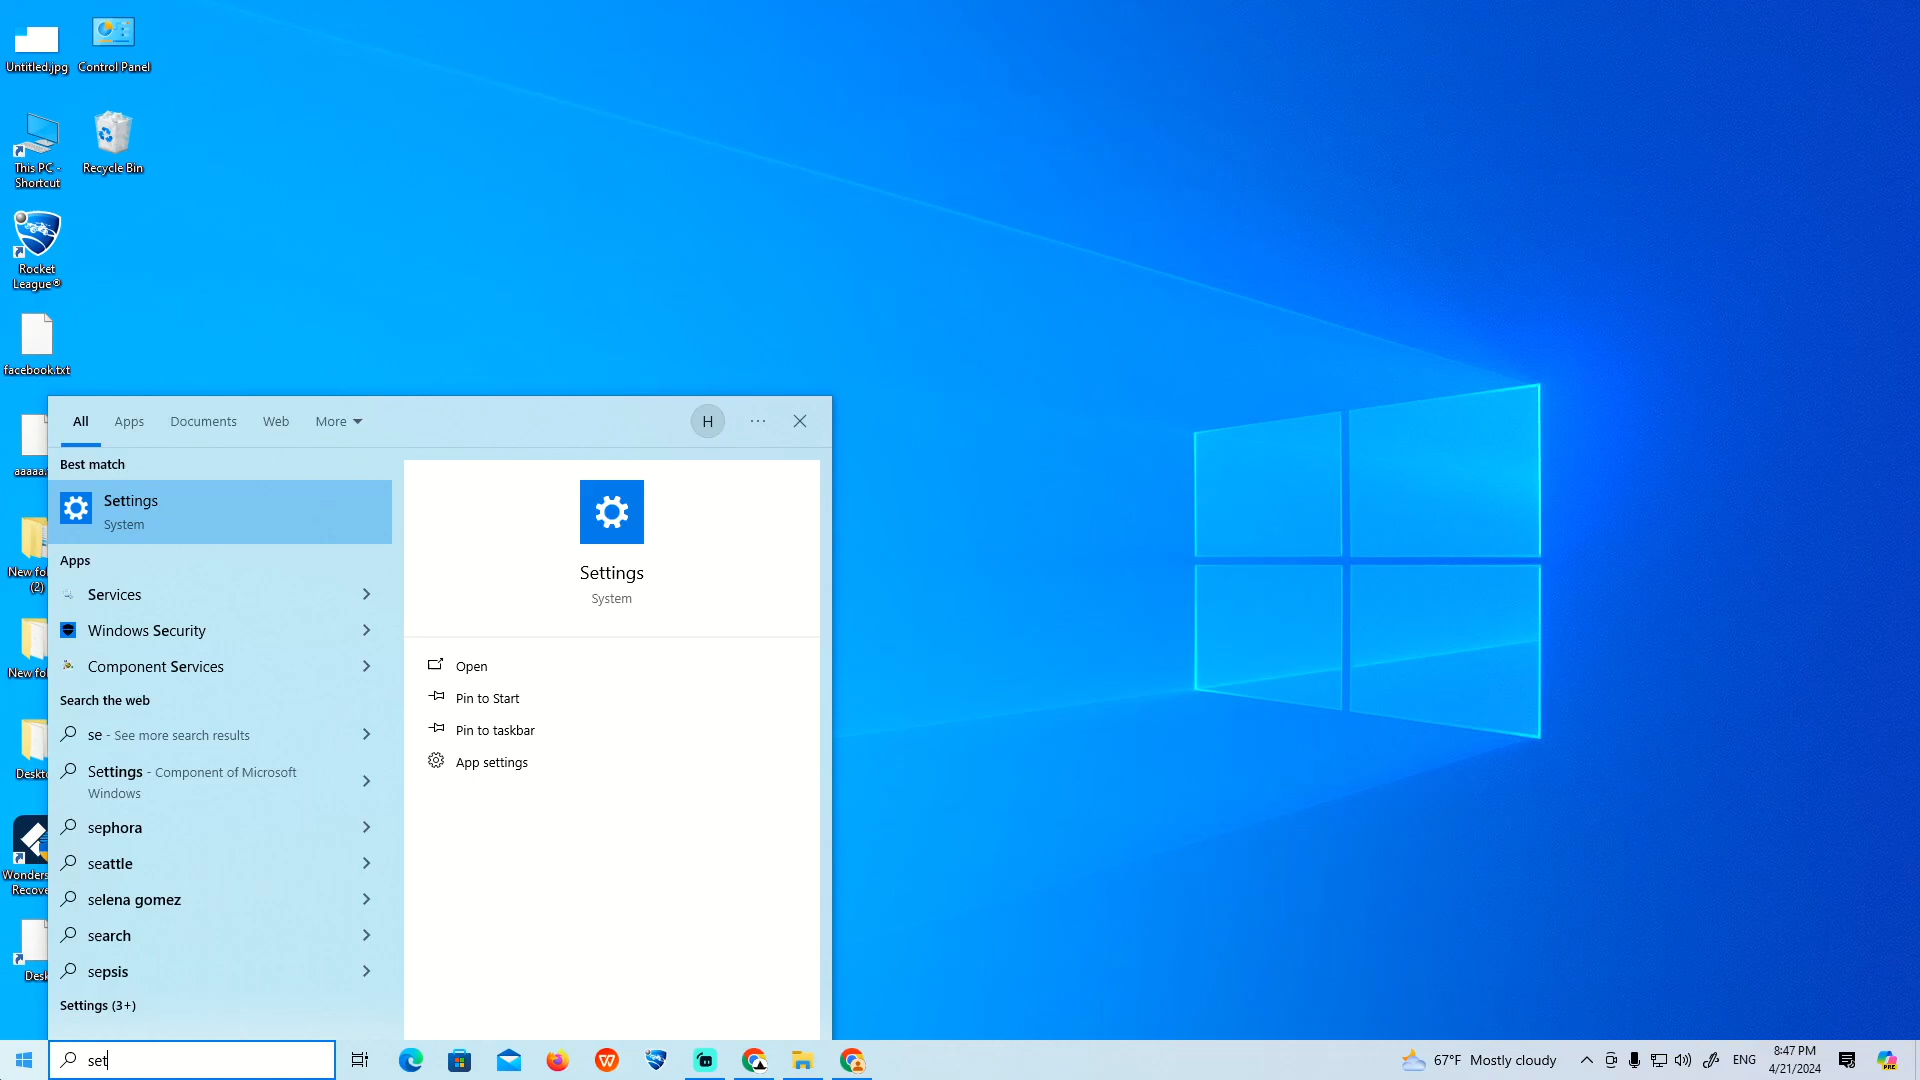 Untitled.jpg
Control Panel
This PC -
Shortcut
Recycle Bin
Rocket
League®
facebook.txt
All
Apps
Documents
Web
More
H
Best match
Settings
System
Apps
Services
Windows Security
Component Services
Search the web
se - See more search results
Settings - Component of Microsoft
Windows
sephora
seattle
selena gomez
search
sepsis
Settings (3+)
Settings
System
Open
Pin to Start
Pin to taskbar
App settings
aaaaa.
New fol
(2)
New fol
Deskto
Wonders
Recove
Desk
set
67°F Mostly cloudy
ENG
8:47 PM
4/21/2024
PRE